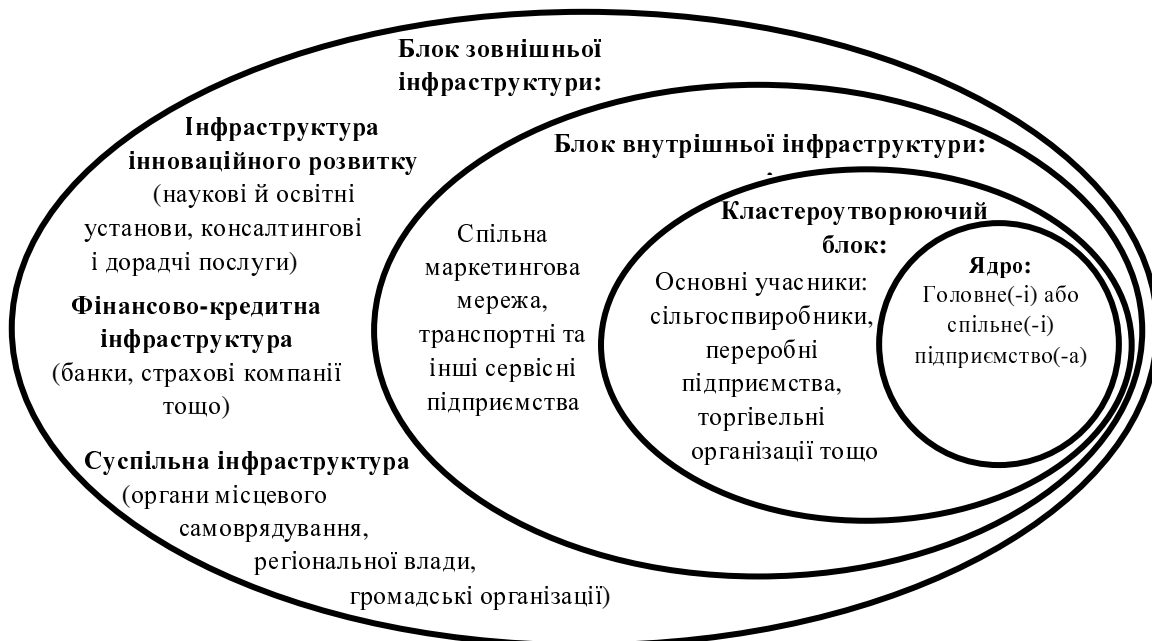 Блок зовнішньої
інфраструктури:
Інфраструктура
інноваційного розвитку
(наукові й освітні
установи, консалтингові
і дорадчі послуги)
Фінансово-кредитна
інфраструктура
(банки, страхові компанії
тощо)
Суспільна інфраструктура
(органи місцевого
самоврядування,
регіональної влади,
громадські організації)
Блок внутрішньої інфраструктури:
Спільна
маркетингова
мережа,
транспортні та
інші сервісні
підприємства
Кластероутворюючий
блок:
Основні учасники:
сільгоспвиробники,
переробні
підприємства,
торгівельні
організації тощо
Ядро:
Головне(-і) або
спільне(-і)
підприємство(-а)